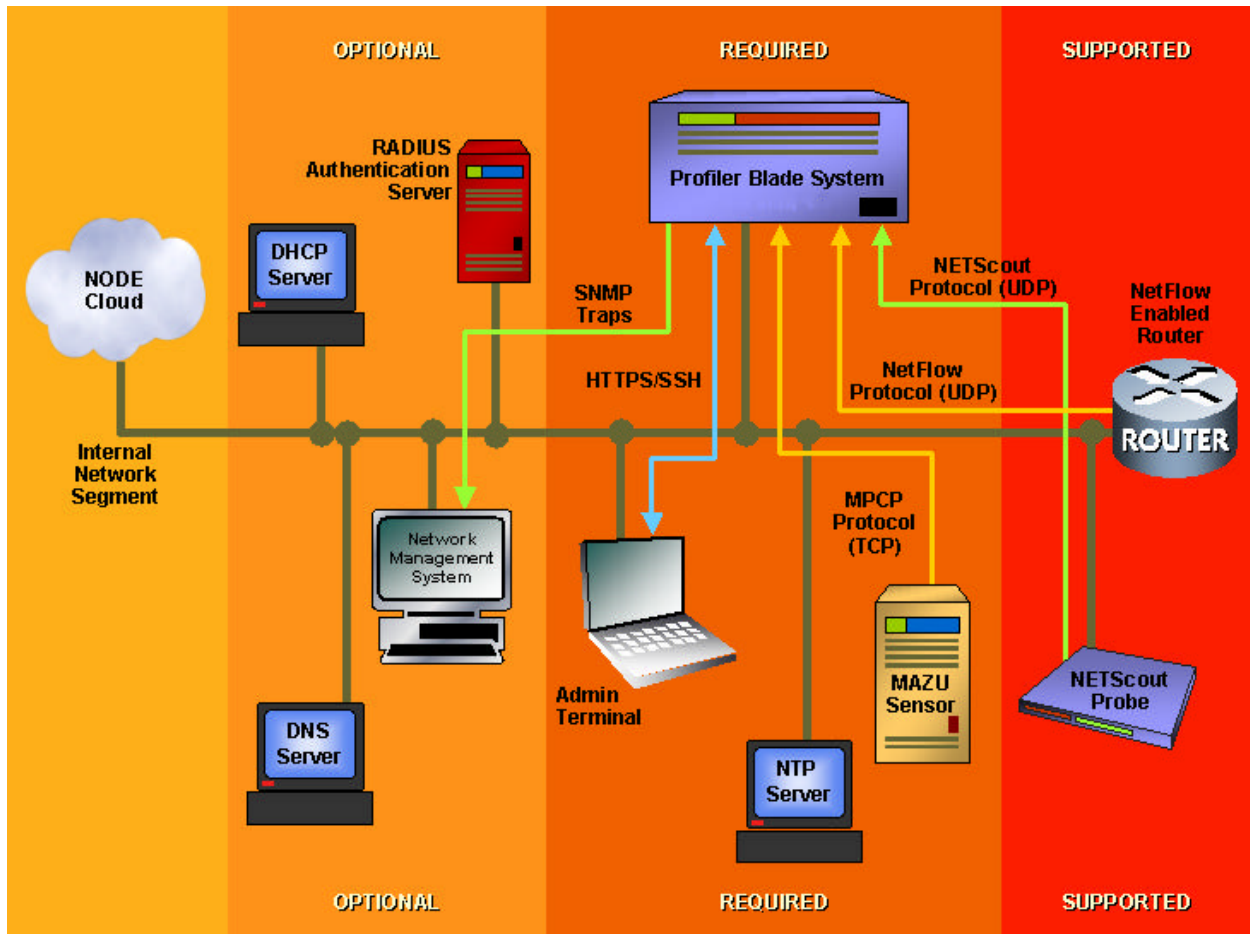 OPTIONAL
REQUIRED
SUPPORTED
RADIUS
Authentication
Server
Profiler Blade System
DHCP
Server
NODE
Cloud
SNMP
Traps
NETScout
Protocol (UDP)
NetFlow
Enabled
Router
HTTPS/SSH
NetFlow
Protocol (UDP)
ROUTER
Internal
Network
Segment
Network
Management
System
MPCP
Protocol
(TCP)
MAZU
Sensor
NETScout
Probe
Admin
Terminal
DNS
Server
NTP
Server
OPTIONAL
REQUIRED
SUPPORTED